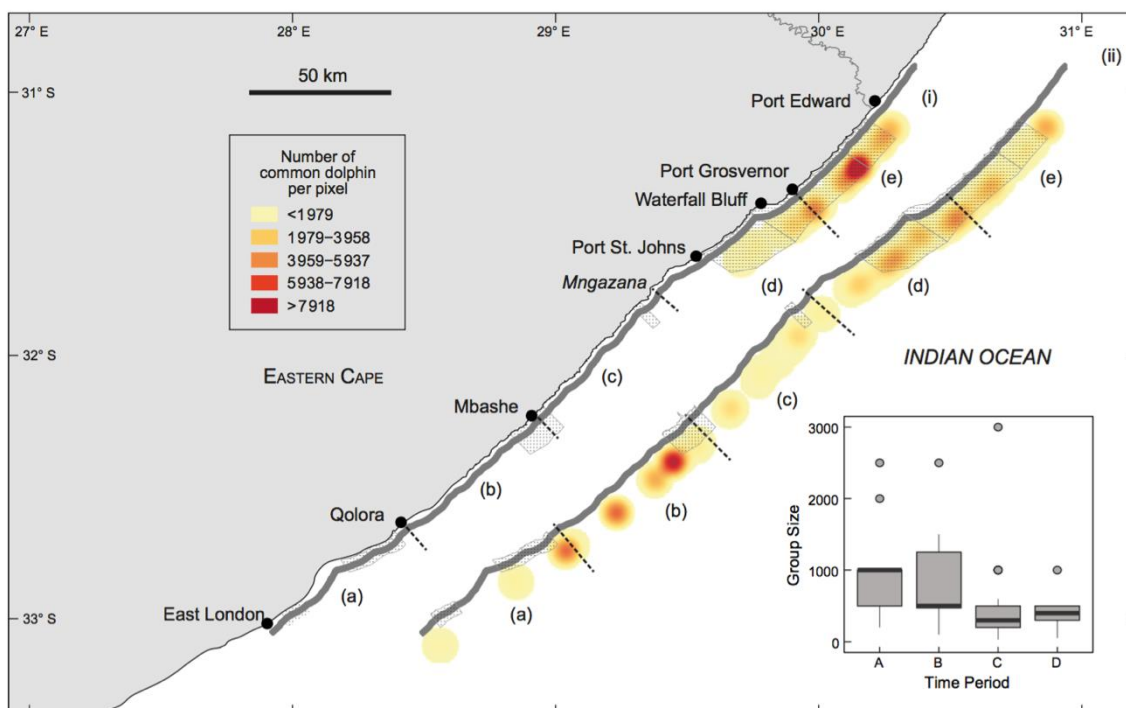 27° E
28° E
29° E
30° E
31° E
(ii)
50 km
31° S
Port Edward
(i)
Number of
common dolphin
per pixel
<1979
1979–3958
3959–5937
5938–7918
>7918
Port Grosvernor
(e)
(e)
Waterfall Bluff
Port St. Johns
(d)
(d)
Mngazana
32° S
INDIAN OCEAN
EASTERN CAPE
(c)
(c)
Mbashe
(b)
(b)
Qolora
(a)
(a)
33° S
East London
3000
2000
1000
0
Group Size
A B C D
Time Period